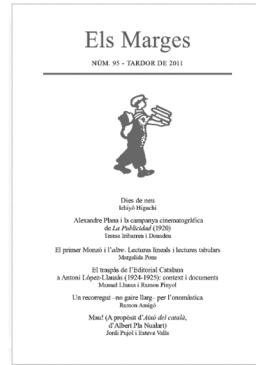 Els Marges
NÚM. 95 - TARDOR DE 2011
Dies de neu
Ichiyō Higuchi
Alexandre Plana i la campanya cinematogràfica
de La Publicidad (1920)
Teresa Iribarren i Donadeu
El primer Monzó i l'altre. Lectures lineals i lectures tabulars
Margalida Pons
El traspàs de l'Editorial Catalana
a Antoni López-Llausàs (1924-1925): context i documents
Manuel Llanas i Ramon Pinyol
Un recorregut –no gaire llarg– per l'onomàstica
Ramon Amigó
Mau! (A propòsit d'Això del català,
d'Albert Pla Nualart)
Jordi Pujol i Esteve Valls